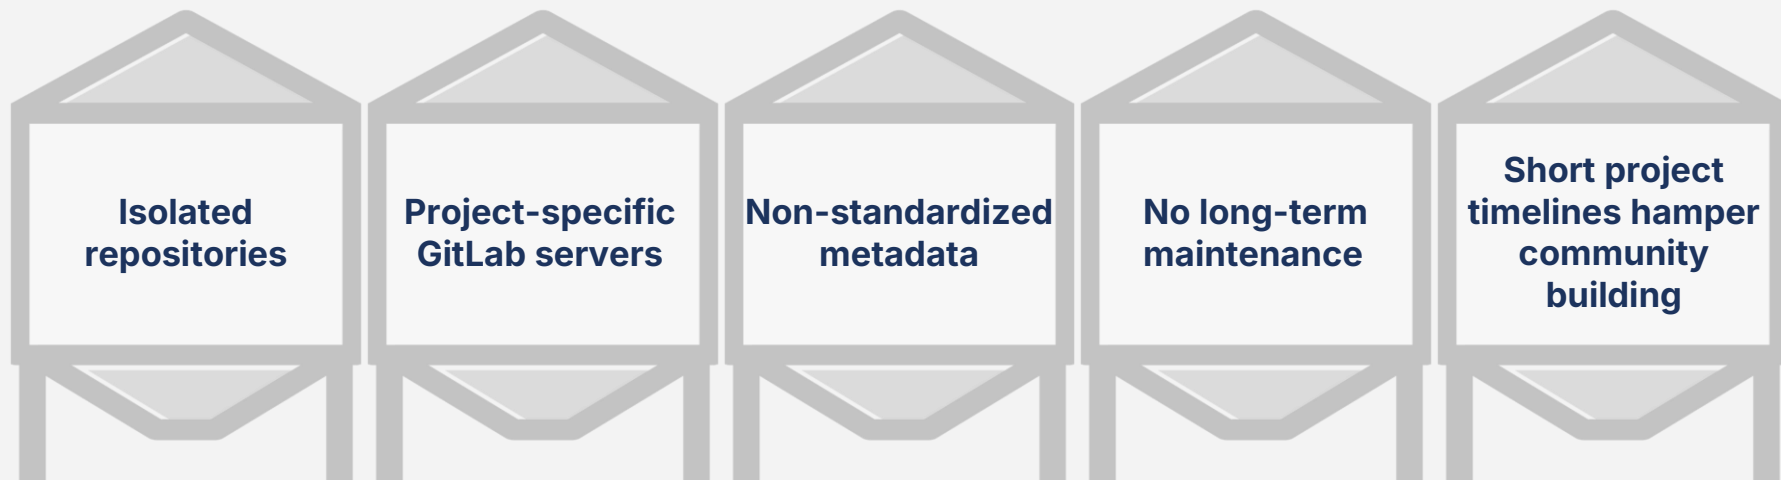 Isolated
repositories
Project-specific
GitLab servers
Non-standardized
metadata
No long-term
maintenance
Short project
timelines hamper
community
building